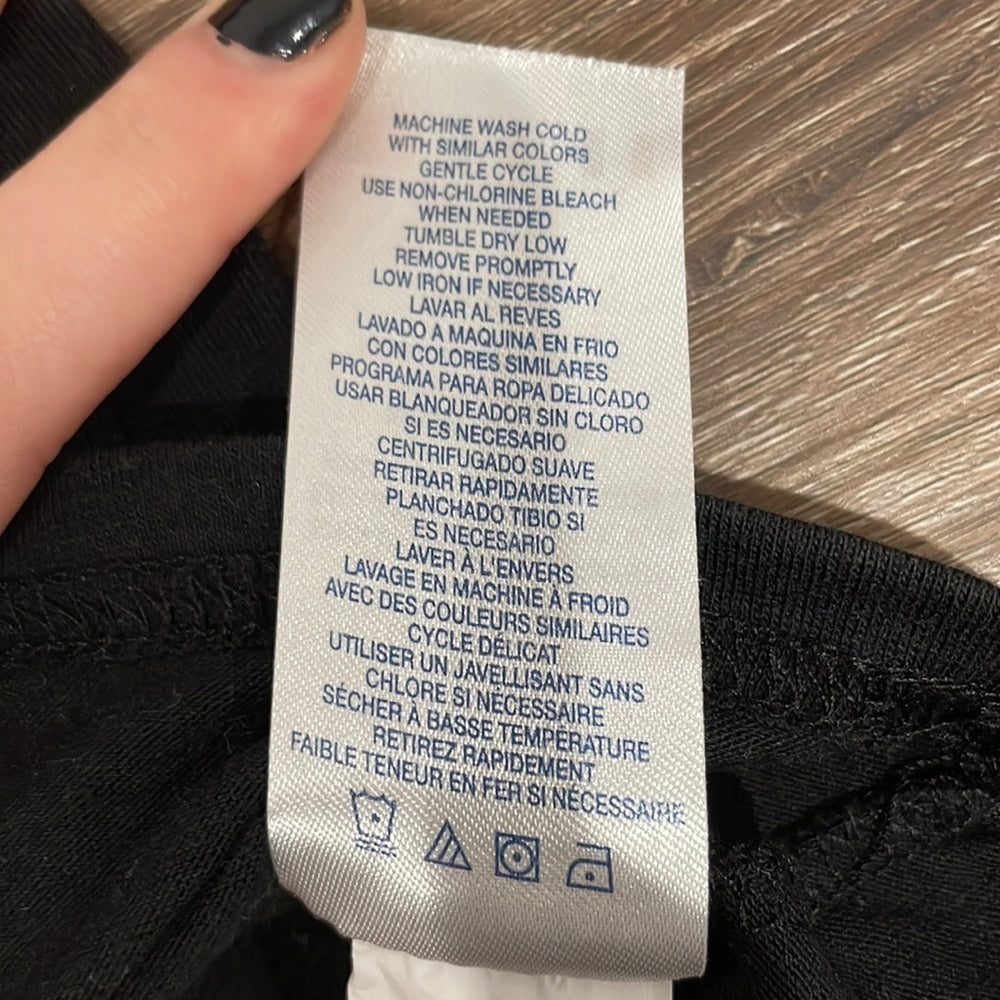 MACHINE WASH COLD
WITH SIMILAR COLORS
GENTLE CYCLE
USE NON-CHLORINE BLEACH
WHEN NEEDED
TUMBLE DRY LOW
REMOVE PROMPTLY
LOW IRON IF NECESSARY
LAVAR AL REVES
LAVADO A MAQUINA EN FRIO
CON COLORES SIMILARES
PROGRAMA PARA ROPA DELICADO
USAR BLANQUEADOR SIN CLORO
SI ES NECESARIO
CENTRIFUGADO SUAVE
RETIRAR RAPIDAMENTE
PLANCHADO TIBIO SI
ES NECESARIO
LAVER À L'ENVERS
LAVAGE EN MACHINE À FROID
AVEC DES COULEURS SIMILAIRES
CYCLE DÉLICAT
UTILISER UN JAVELLISANT SANS
CHLORE SI NÉCESSAIRE
SÉCHER À BASSE TEMPÉRATURE
RETIREZ RAPIDEMENT
FAIBLE TENEUR EN FER SI NÉCESSAIRE